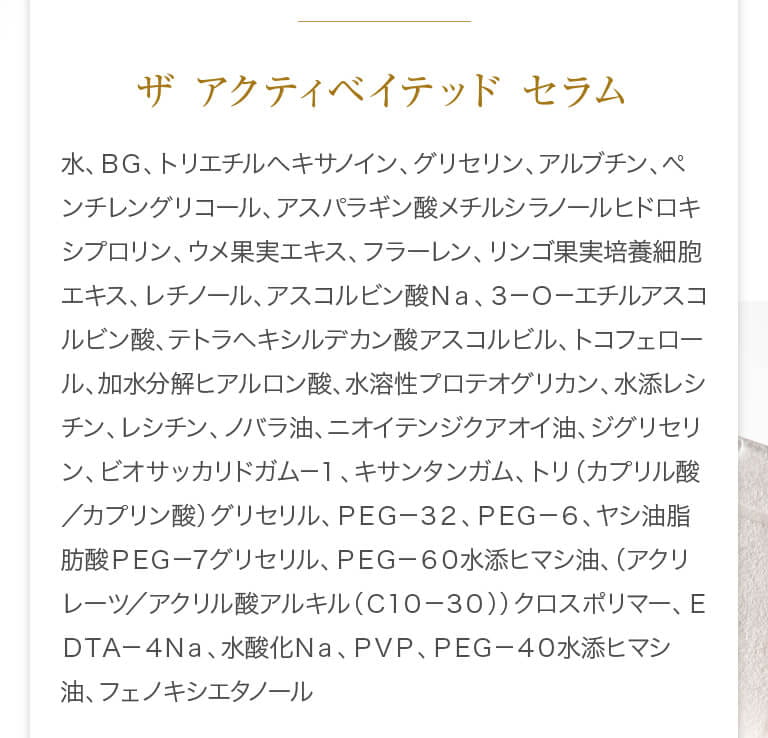 ザ アクティベイテッド セラム
水、ＢＧ、トリエチルヘキサノイン、グリセリン、アルブチン、ペ
ンチレングリコール、アスパラギン酸メチルシラノールヒドロキ
シプロリン、ウメ果実エキス、フラーレン、リンゴ果実培養細胞
エキス、レチノール、アスコルビン酸Ｎａ、３－Ｏ－エチルアスコ
ルビン酸、テトラヘキシルデカン酸アスコルビル、トコフェロー
ル、加水分解ヒアルロン酸、水溶性プロテオグリカン、水添レシ
チン、レシチン、ノバラ油、ニオイテンジクアオイ油、ジグリセリ
ン、ビオサッカリドガム－１、キサンタンガム、トリ（カプリル酸
／カプリン酸）グリセリル、ＰＥＧ－３２、ＰＥＧ－６、ヤシ油脂
肪酸ＰＥＧ－７グリセリル、ＰＥＧ－６０水添ヒマシ油、（アクリ
レーツ／アクリル酸アルキル（Ｃ１０－３０））クロスポリマー、Ｅ
ＤＴＡ－４Ｎａ、水酸化Ｎａ、ＰＶＰ、ＰＥＧ－４０水添ヒマシ
油、フェノキシエタノール